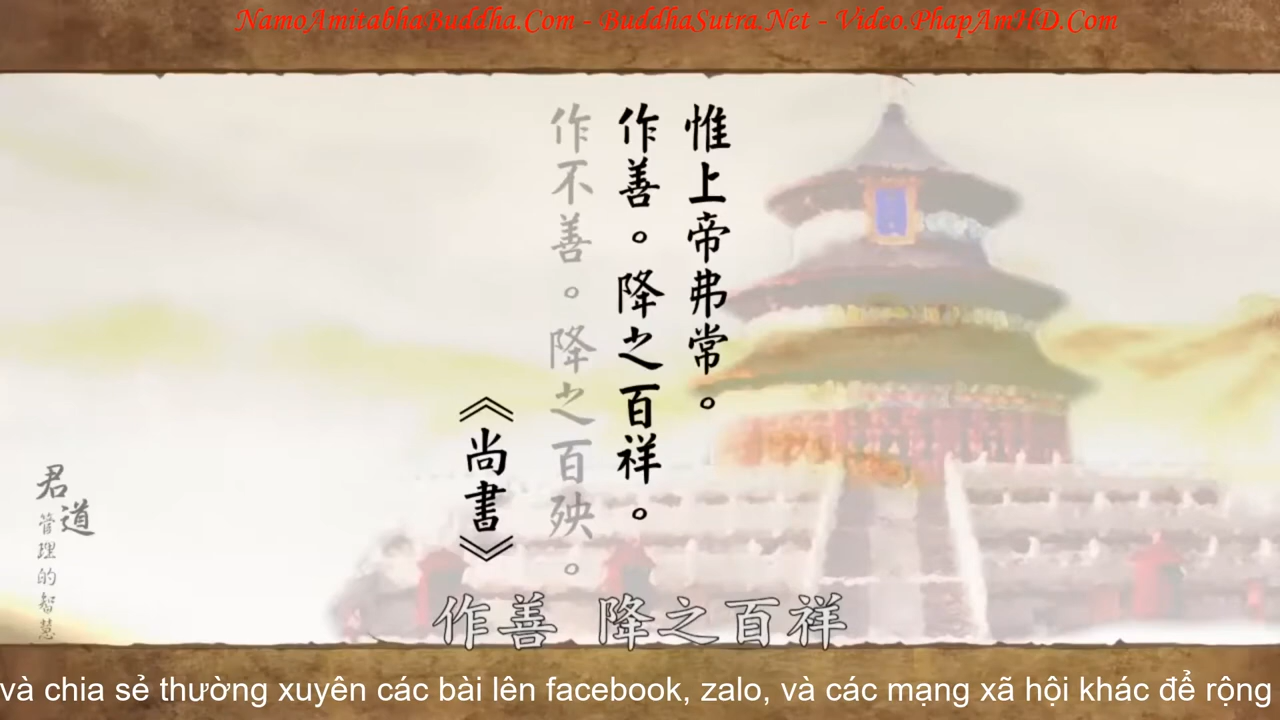 NamoAmitabhaBuddha.Com - BuddhaSutra.Net - Video.PhapAmHD.Com
惟上帝弗常。
作善。降之百祥。
作不善。降之百殃。
《尚書》
君道
管理的智慧
作善 降之百祥
và chia sẻ thường xuyên các bài lên facebook, zalo, và các mạng xã hội khác để rộng